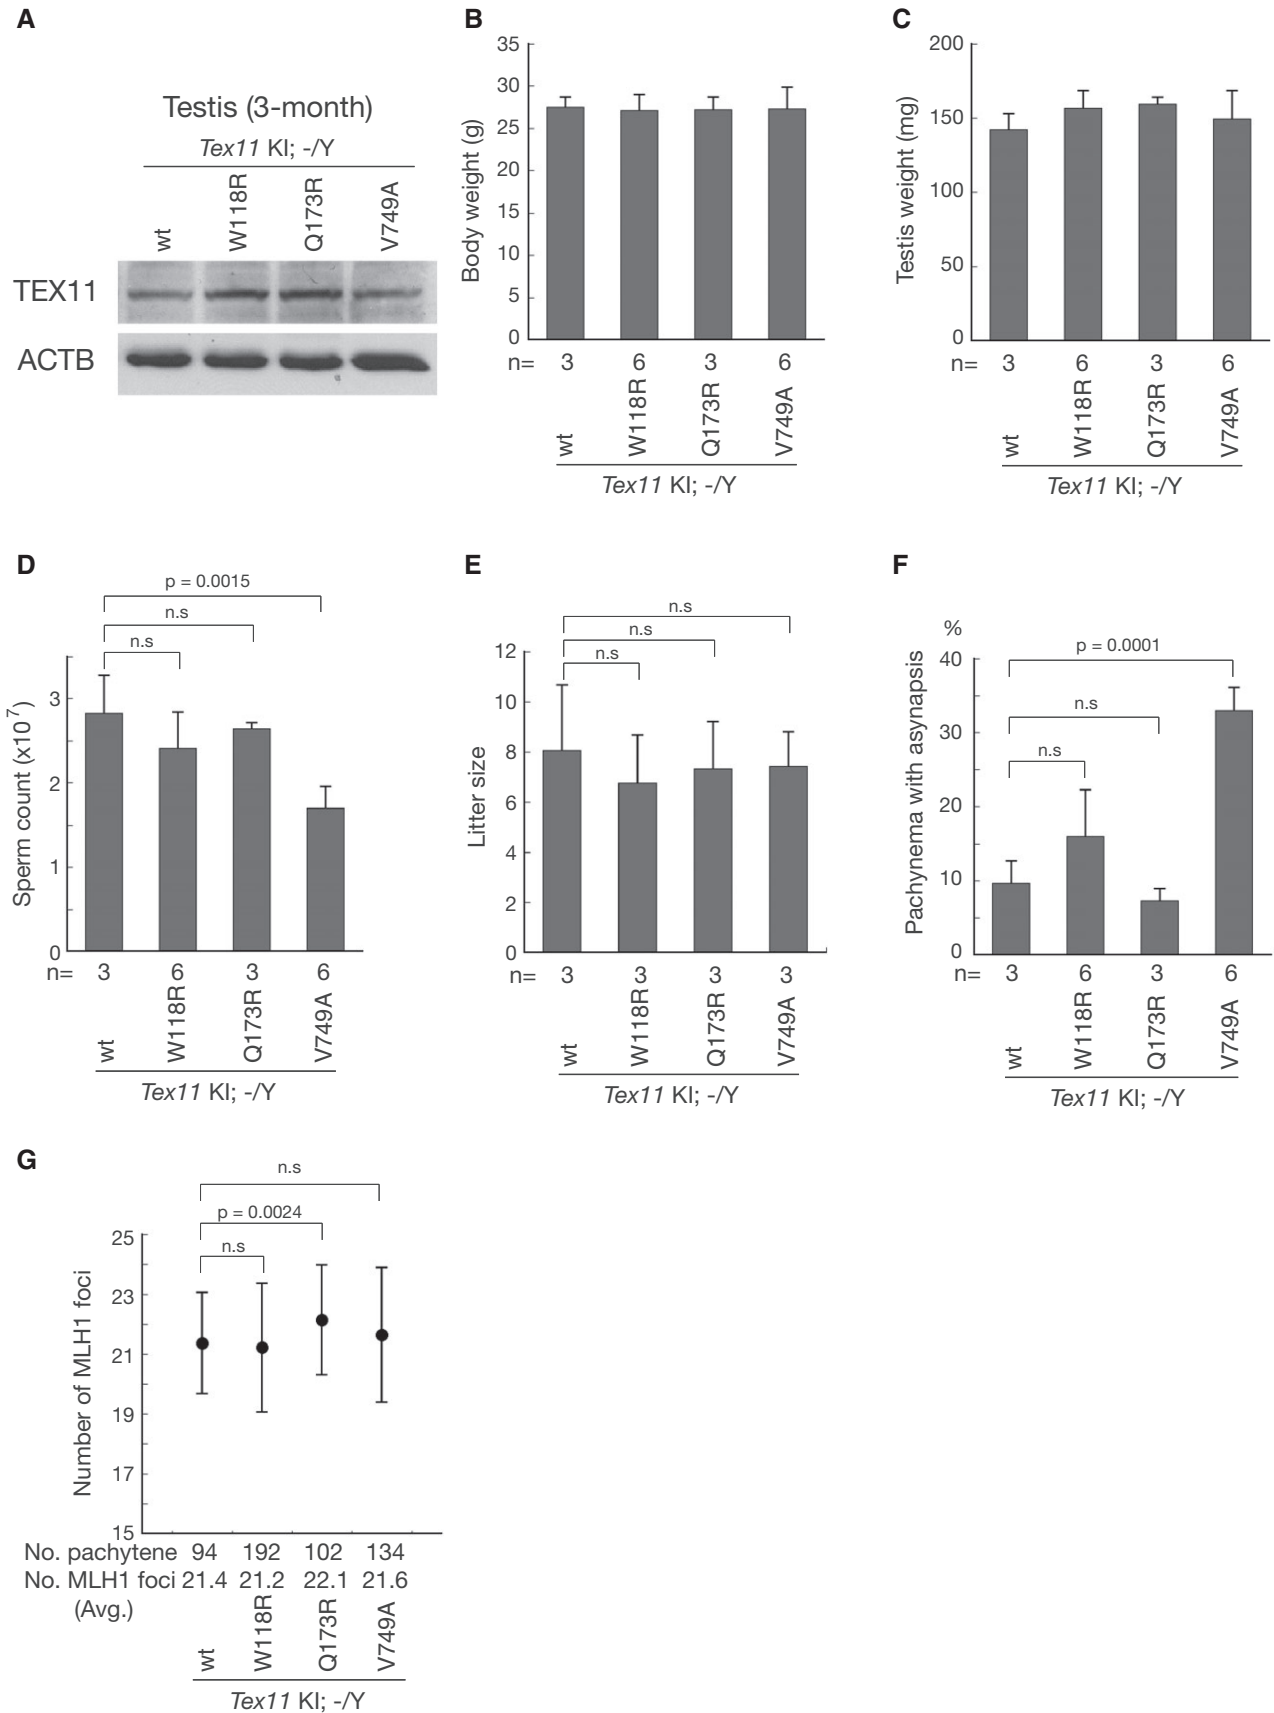 A
Testis (3-month)
Tex11 KI; -/Y
wt W118R Q173R V749A
TEX11
ACTB
B
Body weight (g)
35
30
25
20
15
10
5
0
n= 3 6 3 6
wt W118R Q173R V749A
Tex11 KI; -/Y
C
Testis weight (mg)
200
150
100
50
0
n= 3 6 3 6
wt W118R Q173R V749A
Tex11 KI; -/Y
D
p = 0.0015
n.s
n.s
Sperm count (x10⁷)
3
2
1
0
n= 3 6 3 6
wt W118R Q173R V749A
Tex11 KI; -/Y
E
n.s
n.s
n.s
Litter size
12
10
8
6
4
2
0
n= 3 3 3 3
wt W118R Q173R V749A
Tex11 KI; -/Y
F
%
p = 0.0001
n.s
n.s
Pachynema with asynapsis
40
30
20
10
0
n= 3 6 3 6
wt W118R Q173R V749A
Tex11 KI; -/Y
G
n.s
p = 0.0024
n.s
Number of MLH1 foci
25
23
21
19
17
15
No. pachytene 94 192 102 134
No. MLH1 foci 21.4 21.2 22.1 21.6
(Avg.)
wt W118R Q173R V749A
Tex11 KI; -/Y